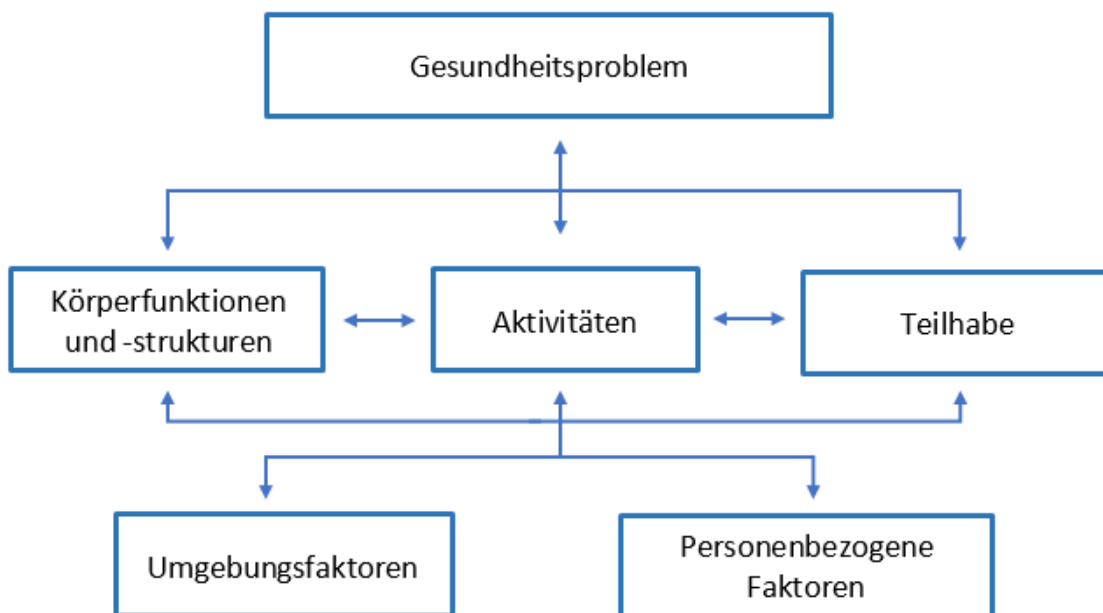 Gesundheitsproblem
Körperfunktionen
und -strukturen
Aktivitäten
Teilhabe
Umgebungsfaktoren
Personenbezogene
Faktoren